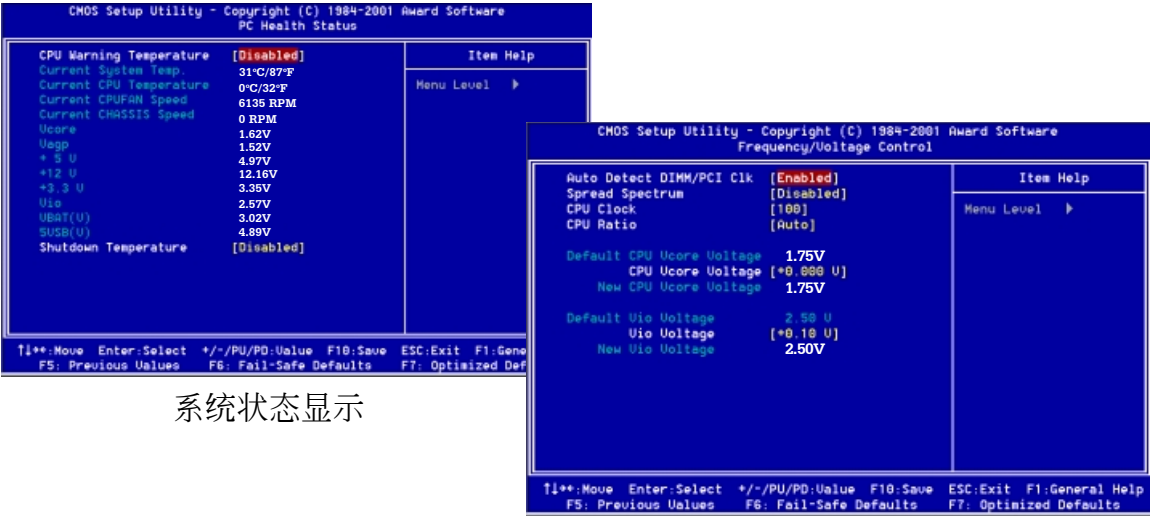 CMOS Setup Utility - Copyright (C) 1984-2001 Award Software
PC Health Status
CPU Warning Temperature [Disabled]
Current System Temp. 31°C/87°F
Current CPU Temperature 0°C/32°F
Current CPUFAN Speed 6135 RPM
Current CHASSIS Speed 0 RPM
Vcore 1.62V
Vagp 1.52V
+ 5 V 4.97V
+12 V 12.16V
+3.3 V 3.35V
Vio 2.57V
VBAT(V) 3.02V
5VSB(V) 4.89V
Shutdown Temperature [Disabled]
Item Help
Menu Level
↑↓→←:Move Enter:Select +/-/PU/PD:Value F10:Save ESC:Exit F1:Gene
F5: Previous Values F6: Fail-Safe Defaults F7: Optimized Def
系统状态显示
CMOS Setup Utility - Copyright (C) 1984-2001 Award Software
Frequency/Voltage Control
Auto Detect DIMM/PCI Clk [Enabled]
Spread Spectrum [Disabled]
CPU Clock [100]
CPU Ratio [Auto]
Default CPU Vcore Voltage 1.75V
CPU Vcore Voltage [+0.000 V]
New CPU Vcore Voltage 1.75V
Default Vio Voltage 2.50 V
Vio Voltage [+0.10 V]
New Vio Voltage 2.50V
Item Help
Menu Level
↑↓→←:Move Enter:Select +/-/PU/PD:Value F10:Save ESC:Exit F1:General Help
F5: Previous Values F6: Fail-Safe Defaults F7: Optimized Defaults